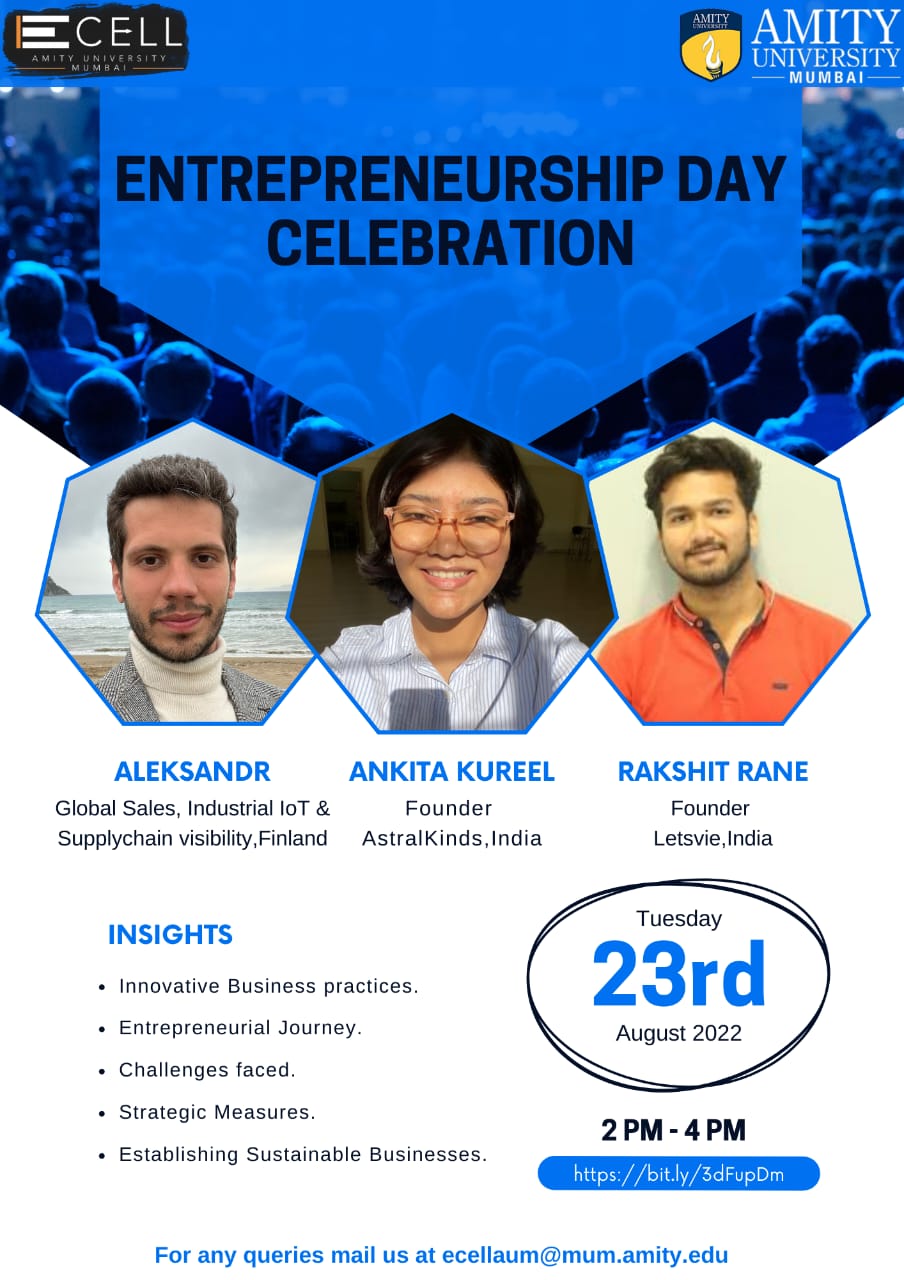 ECELL
AMITY UNIVERSITY
MUMBAI
AMITY
UNIVERSITY
AMITY
UNIVERSITY
MUMBAI
ENTREPRENEURSHIP DAY
CELEBRATION
ALEKSANDR
Global Sales, Industrial IoT &
Supplychain visibility,Finland
ANKITA KUREEL
Founder
AstralKinds,India
RAKSHIT RANE
Founder
Letsvie,India
INSIGHTS
• Innovative Business practices.
• Entrepreneurial Journey.
• Challenges faced.
• Strategic Measures.
• Establishing Sustainable Businesses.
Tuesday
23rd
August 2022
2 PM - 4 PM
https://bit.ly/3dFupDm
For any queries mail us at ecellaum@mum.amity.edu